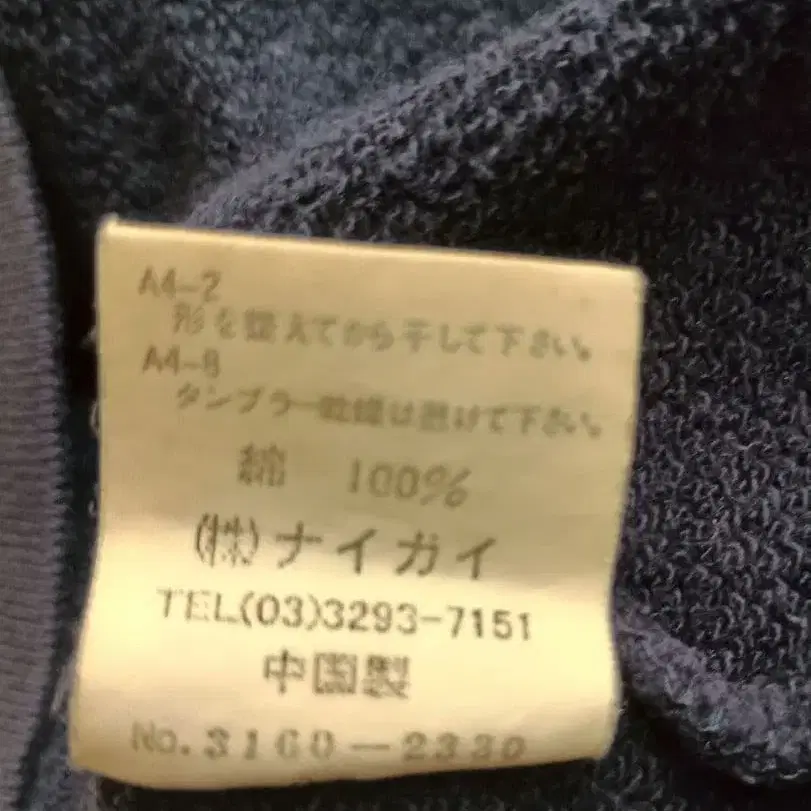 A4-2
形を整えてから干して下さい。
A4-8
タンブラー乾燥は避けて下さい。
綿 100%
(株)ナイガイ
TEL(03)3293-7151
中国製
No.3160-2330